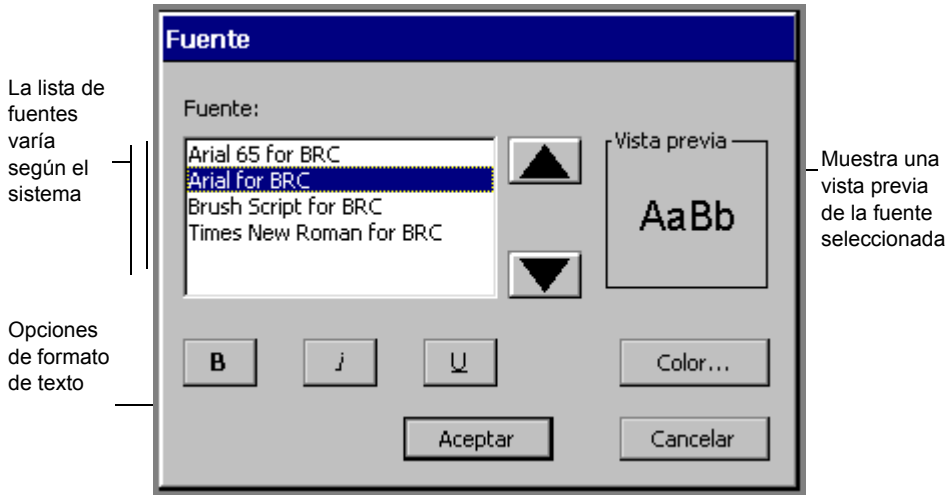 Fuente
La lista de
fuentes
varía
según el
sistema
Fuente:
Arial 65 for BRC
Arial for BRC
Brush Script for BRC
Times New Roman for BRC
Vista previa
AaBb
Muestra una
vista previa
de la fuente
seleccionada
Opciones
de formato
de texto
B i U Color...
Aceptar Cancelar